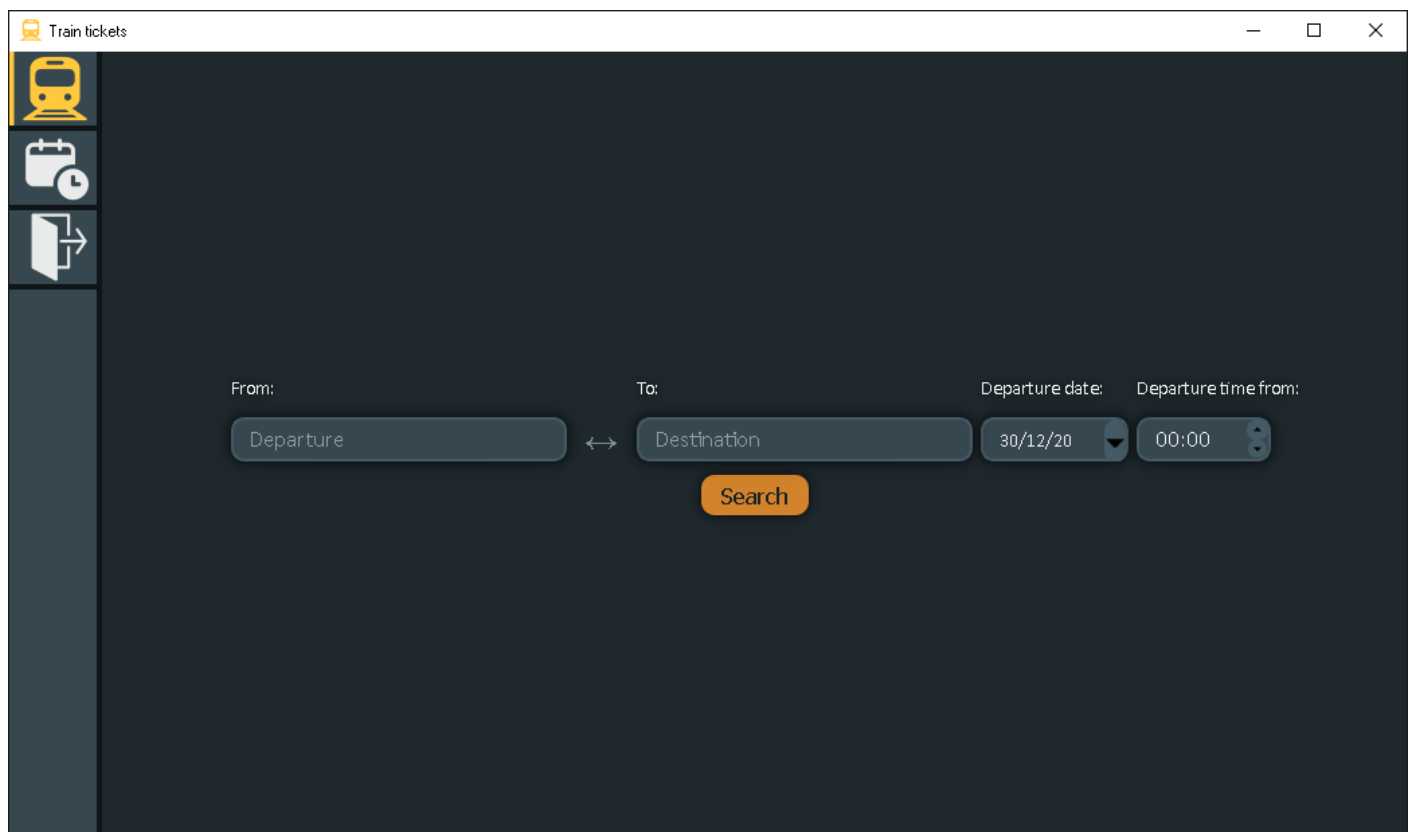 Train tickets
From: To: Departure date: Departure time from:
Departure ↔ Destination 30/12/20 00:00
Search